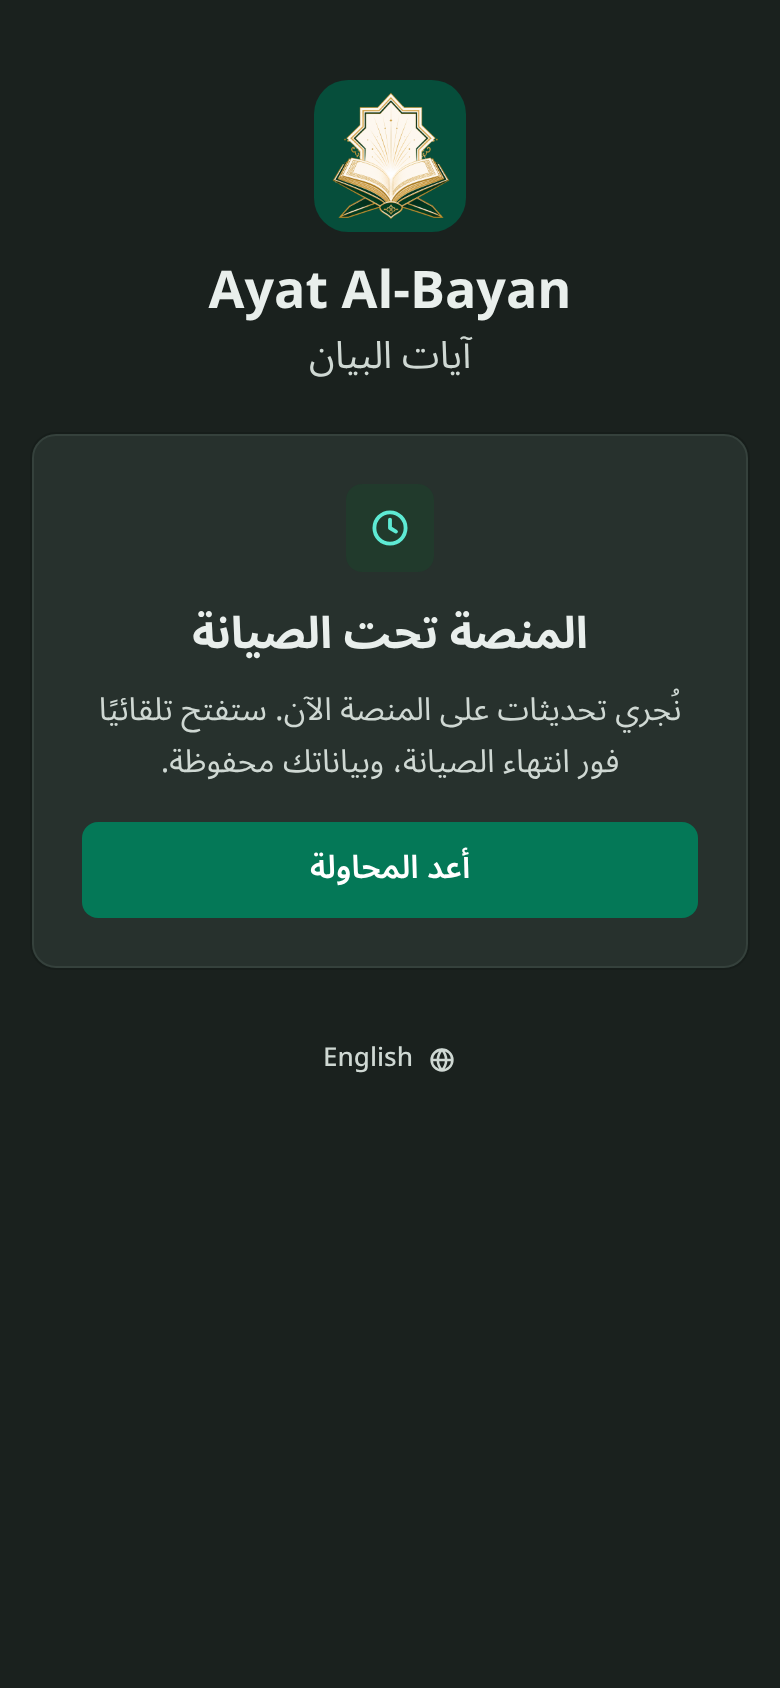 Ayat Al-Bayan
آيات البيان
المنصة تحت الصيانة
نُجري تحديثات على المنصة الآن. ستفتح تلقائيًا
فور انتهاء الصيانة، وبياناتك محفوظة.
أعد المحاولة
English